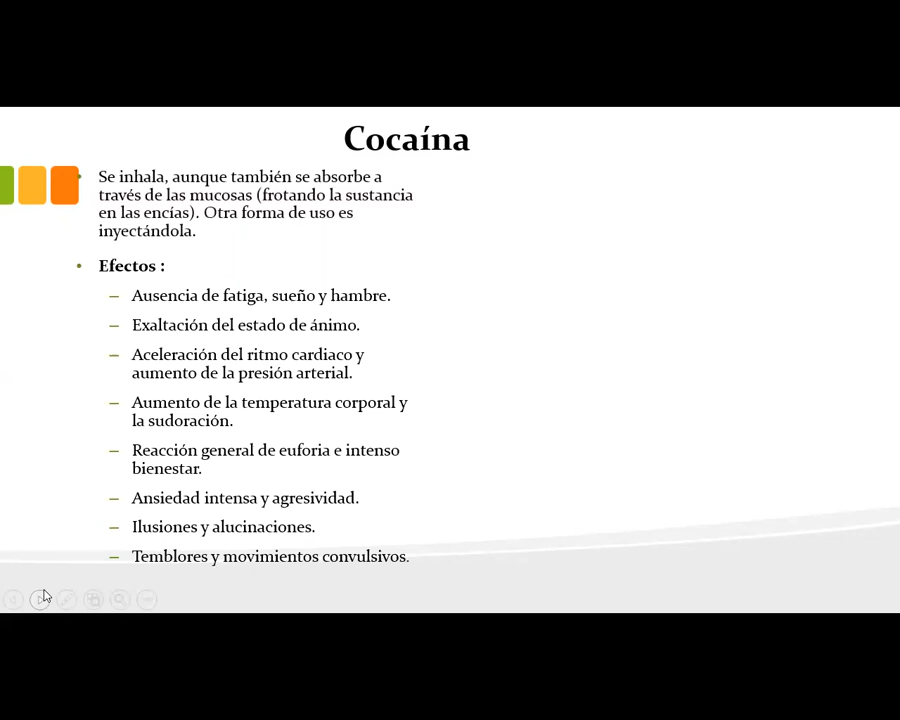 Cocaína
• Se inhala, aunque también se absorbe a
través de las mucosas (frotando la sustancia
en las encías). Otra forma de uso es
inyectándola.
• Efectos :
– Ausencia de fatiga, sueño y hambre.
– Exaltación del estado de ánimo.
– Aceleración del ritmo cardiaco y
aumento de la presión arterial.
– Aumento de la temperatura corporal y
la sudoración.
– Reacción general de euforia e intenso
bienestar.
– Ansiedad intensa y agresividad.
– Ilusiones y alucinaciones.
– Temblores y movimientos convulsivos.